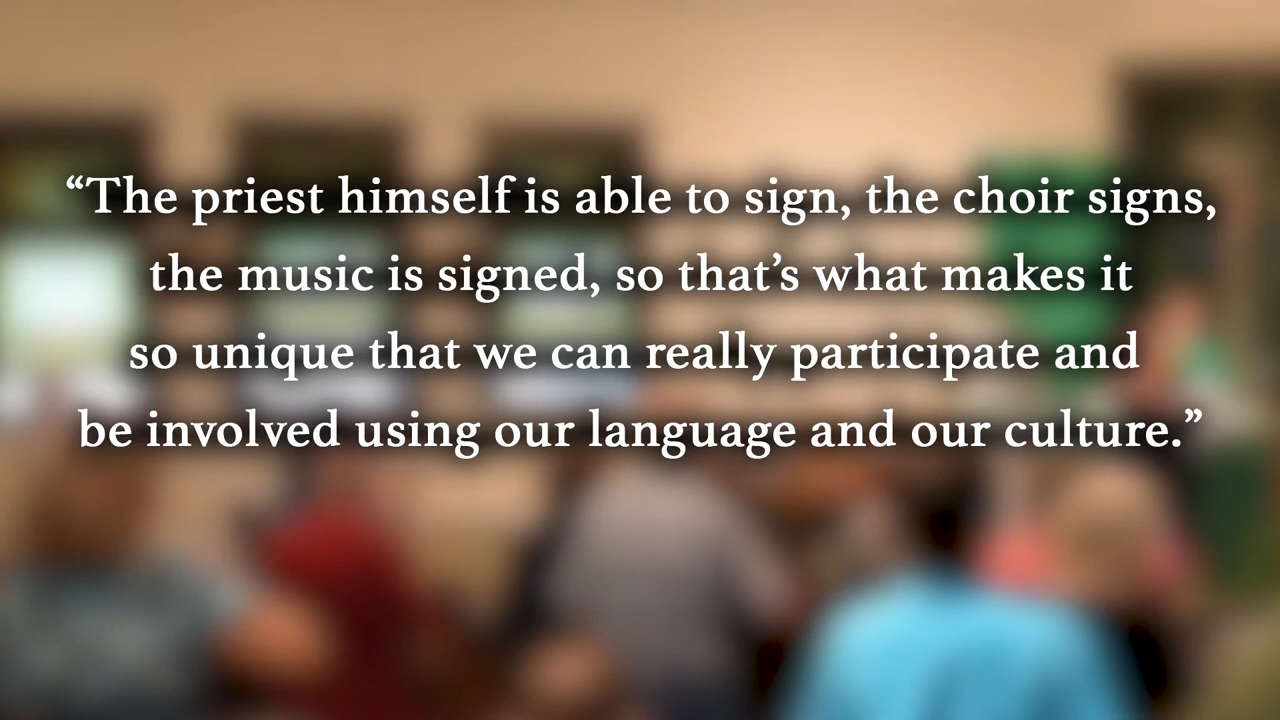 “The priest himself is able to sign, the choir signs,
the music is signed, so that’s what makes it
so unique that we can really participate and
be involved using our language and our culture.”